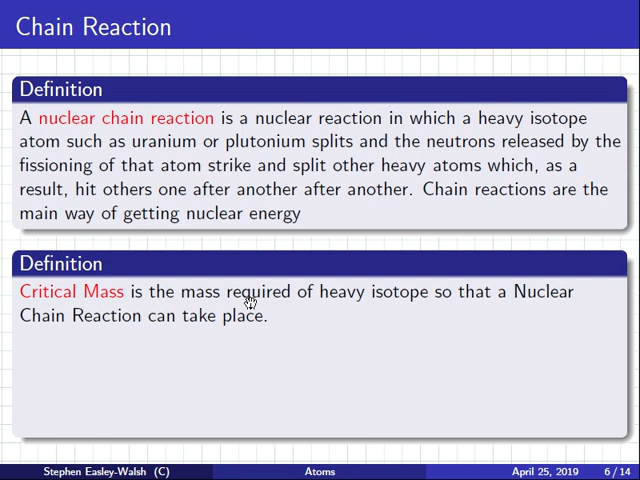 Chain Reaction
Definition
A nuclear chain reaction is a nuclear reaction in which a heavy isotope
atom such as uranium or plutonium splits and the neutrons released by the
fissioning of that atom strike and split other heavy atoms which, as a
result, hit others one after another after another. Chain reactions are the
main way of getting nuclear energy
Definition
Critical Mass is the mass required of heavy isotope so that a Nuclear
Chain Reaction can take place.
Stephen Easley-Walsh (C) Atoms April 25, 2019 6 / 14